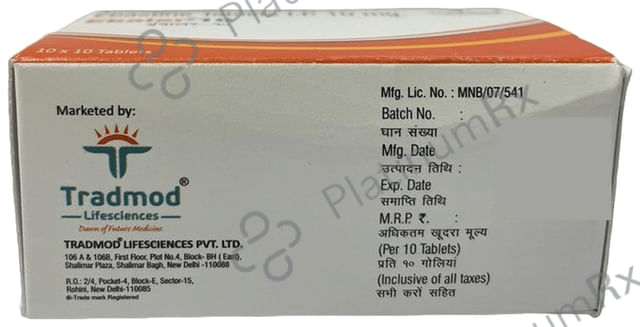 10 x 10 Tablets
Marketed by:
Tradmod®
Lifesciences
Dawn of Future Medicine
TRADMOD® LIFESCIENCES PVT. LTD.
106 A & 106B, First Floor, Plot No.4, Block- BH ( East),
Shalimar Plaza, Shalimar Bagh, New Delhi -110088
R.O.: 2/4, Pocket-4, Block-E, Sector-15,
Rohini, New Delhi-110085
®-Trade mark Registered
Mfg. Lic. No. : MNB/07/541
Batch No. :
घान संख्या
Mfg. Date
उत्पादन तिथि :
Exp. Date
समाप्ति तिथि
M.R.P. ₹. :
अधिकतम खुदरा मूल्य
(Per 10 Tablets)
प्रति १० गोलियां
(Inclusive of all taxes)
सभी करों सहित
PlatinumRx